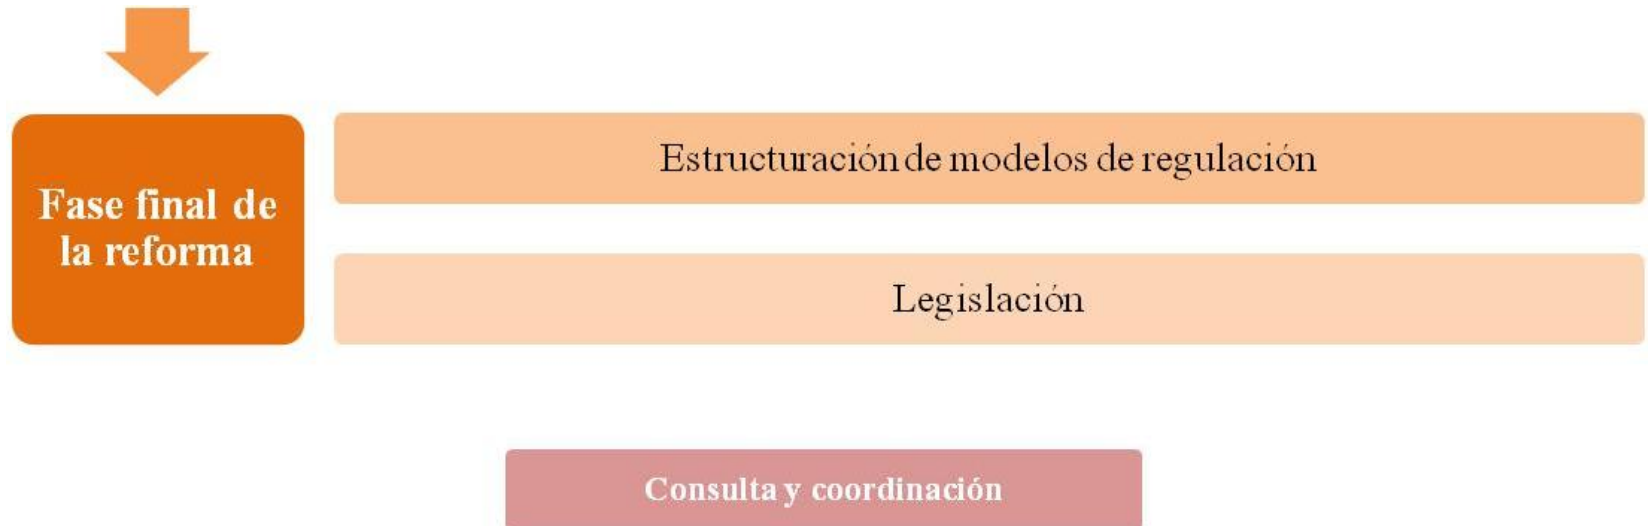 Estructuración de modelos de regulación
Fase final de
la reforma
Legislación
Consulta y coordinación